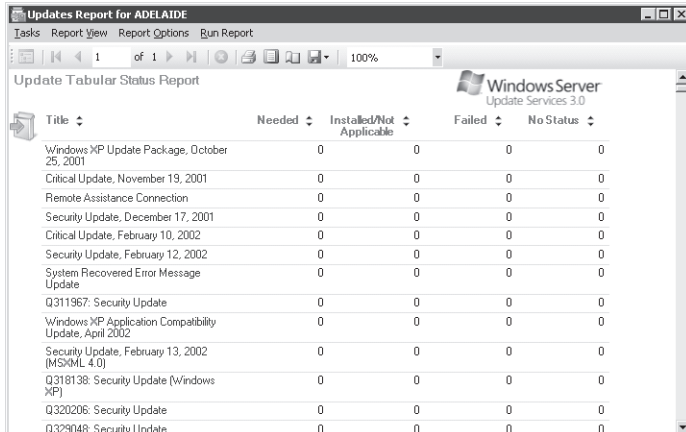 Updates Report for ADELAIDE
Tasks Report View Report Options Run Report
1 of 1 100%
Update Tabular Status Report
Windows Server
Update Services 3.0
Title Needed Installed/Not Applicable Failed No Status
Windows XP Update Package, October 25, 2001 0 0 0 0
Critical Update, November 19, 2001 0 0 0 0
Remote Assistance Connection 0 0 0 0
Security Update, December 17, 2001 0 0 0 0
Critical Update, February 10, 2002 0 0 0 0
Security Update, February 12, 2002 0 0 0 0
System Recovered Error Message Update 0 0 0 0
Q311967: Security Update 0 0 0 0
Windows XP Application Compatibility Update, April 2002 0 0 0 0
Security Update, February 13, 2002 (MSXML 4.0) 0 0 0 0
Q318138: Security Update (Windows XP) 0 0 0 0
Q320206: Security Update 0 0 0 0
Q329048: Security Update 0 0 0 0